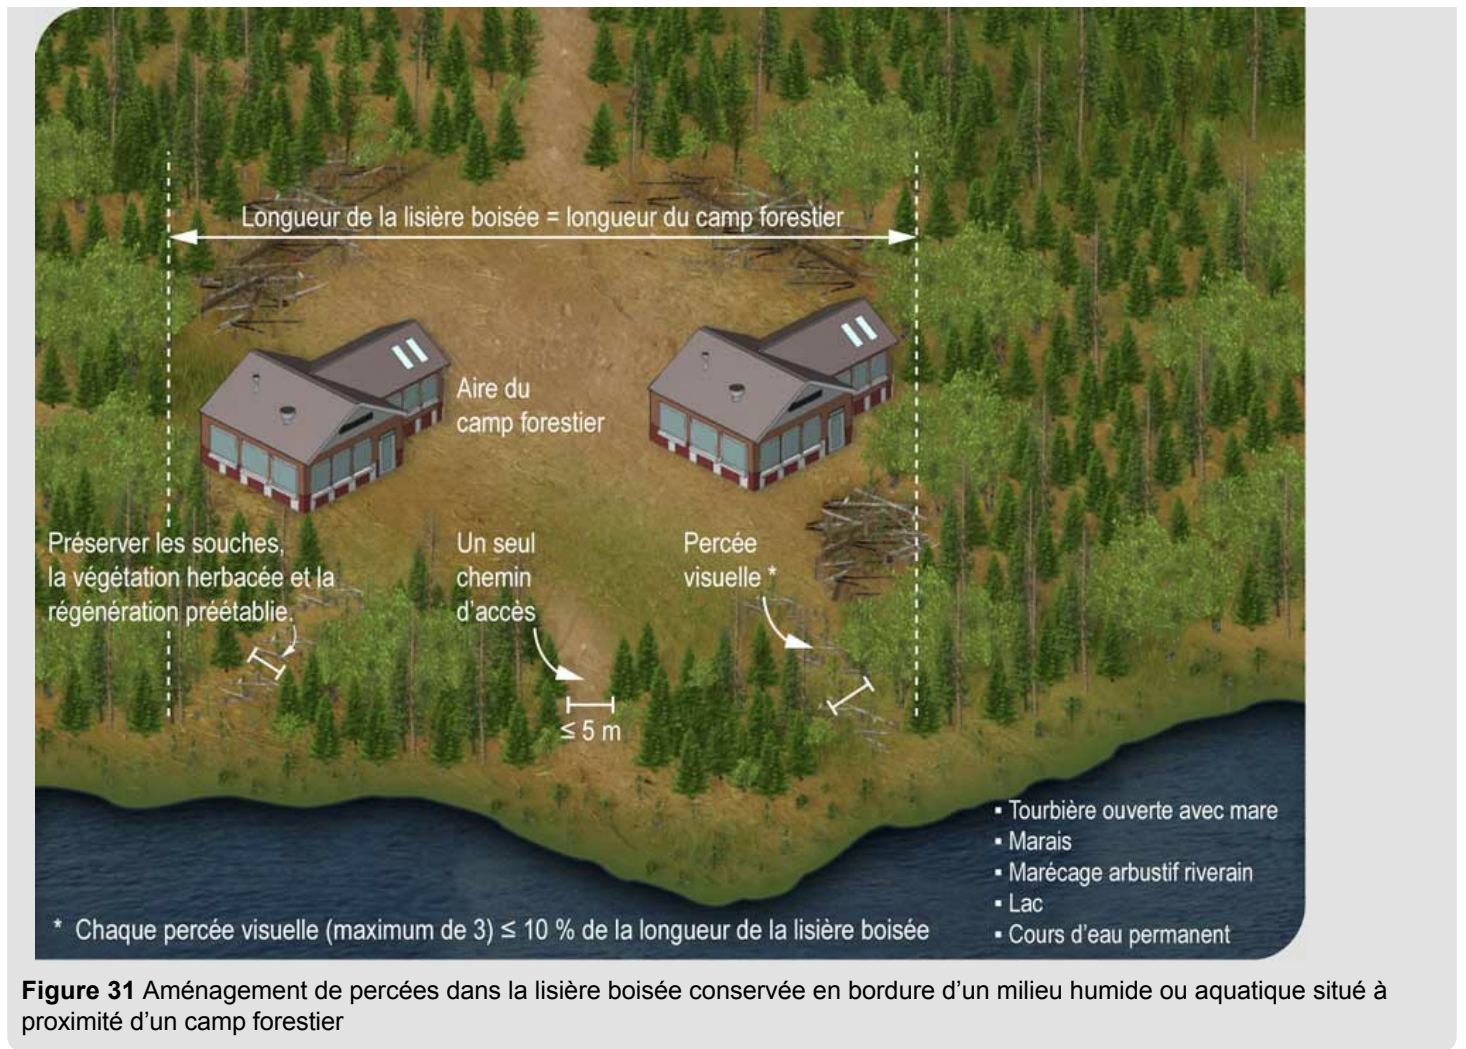 Longueur de la lisière boisée = longueur du camp forestier
Aire du
camp forestier
Préserver les souches,
la végétation herbacée et la
régénération préétablie.
Un seul
chemin
d'accès
Percée
visuelle *
≤ 5 m
▪ Tourbière ouverte avec mare
▪ Marais
▪ Marécage arbustif riverain
▪ Lac
▪ Cours d'eau permanent
* Chaque percée visuelle (maximum de 3) ≤ 10 % de la longueur de la lisière boisée
Figure 31 Aménagement de percées dans la lisière boisée conservée en bordure d'un milieu humide ou aquatique situé à
proximité d'un camp forestier